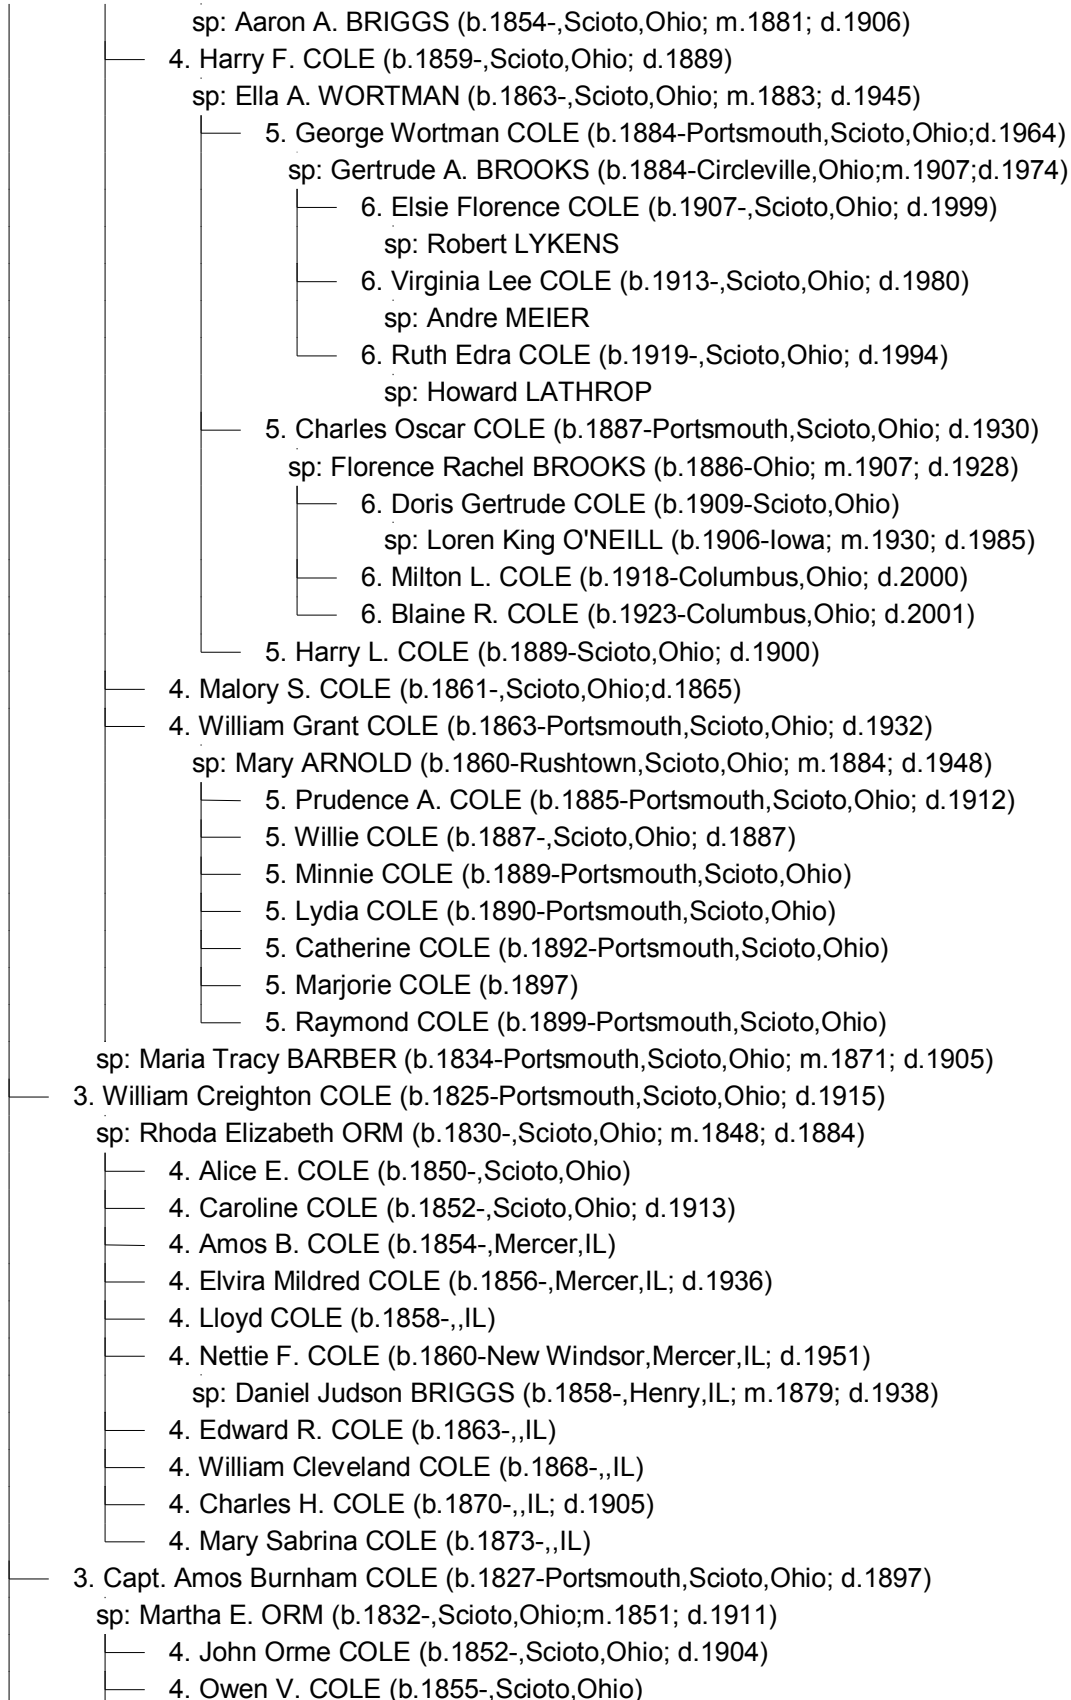 sp: Aaron A. BRIGGS (b.1854-,Scioto,Ohio; m.1881; d.1906)
4. Harry F. COLE (b.1859-,Scioto,Ohio; d.1889)
sp: Ella A. WORTMAN (b.1863-,Scioto,Ohio; m.1883; d.1945)
5. George Wortman COLE (b.1884-Portsmouth,Scioto,Ohio;d.1964)
sp: Gertrude A. BROOKS (b.1884-Circleville,Ohio;m.1907;d.1974)
6. Elsie Florence COLE (b.1907-,Scioto,Ohio; d.1999)
sp: Robert LYKENS
6. Virginia Lee COLE (b.1913-,Scioto,Ohio; d.1980)
sp: Andre MEIER
6. Ruth Edra COLE (b.1919-,Scioto,Ohio; d.1994)
sp: Howard LATHROP
5. Charles Oscar COLE (b.1887-Portsmouth,Scioto,Ohio; d.1930)
sp: Florence Rachel BROOKS (b.1886-Ohio; m.1907; d.1928)
6. Doris Gertrude COLE (b.1909-Scioto,Ohio)
sp: Loren King O'NEILL (b.1906-Iowa; m.1930; d.1985)
6. Milton L. COLE (b.1918-Columbus,Ohio; d.2000)
6. Blaine R. COLE (b.1923-Columbus,Ohio; d.2001)
5. Harry L. COLE (b.1889-Scioto,Ohio; d.1900)
4. Malory S. COLE (b.1861-,Scioto,Ohio;d.1865)
4. William Grant COLE (b.1863-Portsmouth,Scioto,Ohio; d.1932)
sp: Mary ARNOLD (b.1860-Rushtown,Scioto,Ohio; m.1884; d.1948)
5. Prudence A. COLE (b.1885-Portsmouth,Scioto,Ohio; d.1912)
5. Willie COLE (b.1887-,Scioto,Ohio; d.1887)
5. Minnie COLE (b.1889-Portsmouth,Scioto,Ohio)
5. Lydia COLE (b.1890-Portsmouth,Scioto,Ohio)
5. Catherine COLE (b.1892-Portsmouth,Scioto,Ohio)
5. Marjorie COLE (b.1897)
5. Raymond COLE (b.1899-Portsmouth,Scioto,Ohio)
sp: Maria Tracy BARBER (b.1834-Portsmouth,Scioto,Ohio; m.1871; d.1905)
3. William Creighton COLE (b.1825-Portsmouth,Scioto,Ohio; d.1915)
sp: Rhoda Elizabeth ORM (b.1830-,Scioto,Ohio; m.1848; d.1884)
4. Alice E. COLE (b.1850-,Scioto,Ohio)
4. Caroline COLE (b.1852-,Scioto,Ohio; d.1913)
4. Amos B. COLE (b.1854-,Mercer,IL)
4. Elvira Mildred COLE (b.1856-,Mercer,IL; d.1936)
4. Lloyd COLE (b.1858-,,IL)
4. Nettie F. COLE (b.1860-New Windsor,Mercer,IL; d.1951)
sp: Daniel Judson BRIGGS (b.1858-,Henry,IL; m.1879; d.1938)
4. Edward R. COLE (b.1863-,,IL)
4. William Cleveland COLE (b.1868-,,IL)
4. Charles H. COLE (b.1870-,,IL; d.1905)
4. Mary Sabrina COLE (b.1873-,,IL)
3. Capt. Amos Burnham COLE (b.1827-Portsmouth,Scioto,Ohio; d.1897)
sp: Martha E. ORM (b.1832-,Scioto,Ohio;m.1851; d.1911)
4. John Orme COLE (b.1852-,Scioto,Ohio; d.1904)
4. Owen V. COLE (b.1855-,Scioto,Ohio)